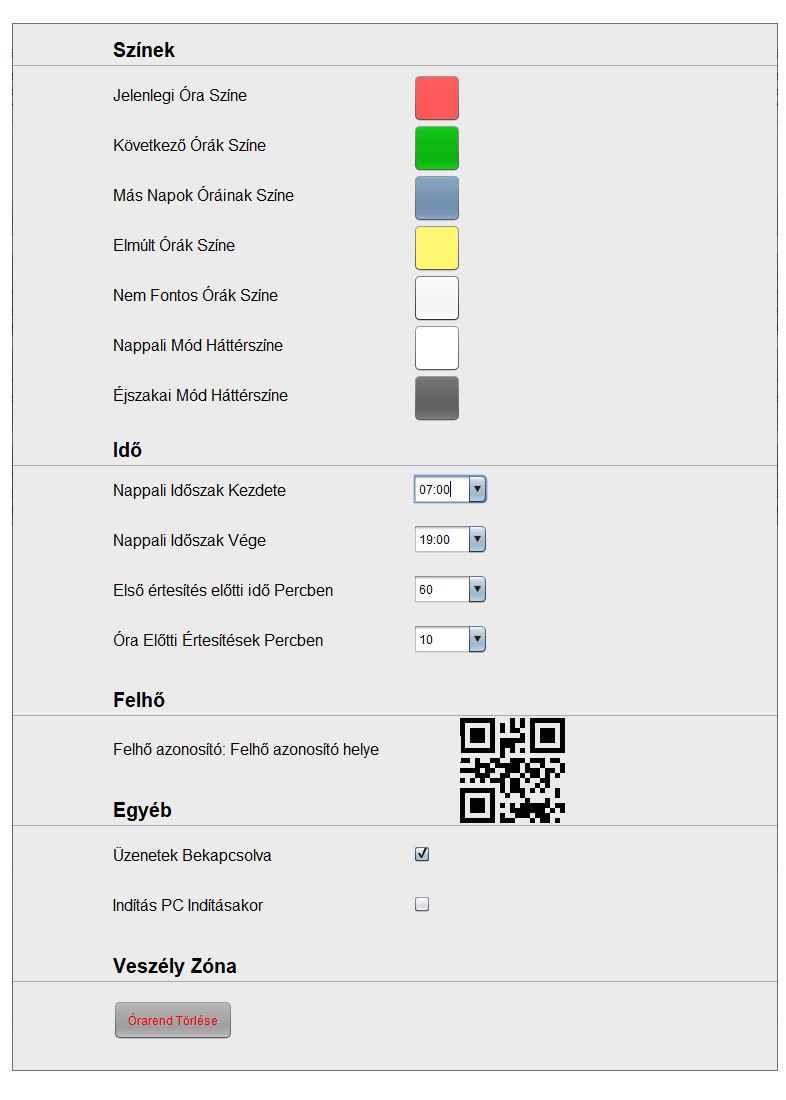 Színek
Jelenlegi Óra Színe
Következő Órák Színe
Más Napok Óráinak Színe
Elmúlt Órák Színe
Nem Fontos Órák Színe
Nappali Mód Háttérszíne
Éjszakai Mód Háttérszíne
Idő
Nappali Időszak Kezdete 07:00
Nappali Időszak Vége 19:00
Első értesítés előtti idő Percben 60
Óra Előtti Értesítések Percben 10
Felhő
Felhő azonosító: Felhő azonosító helye
Egyéb
Üzenetek Bekapcsolva
Indítás PC Indításakor
Veszély Zóna
Órarend Törlése